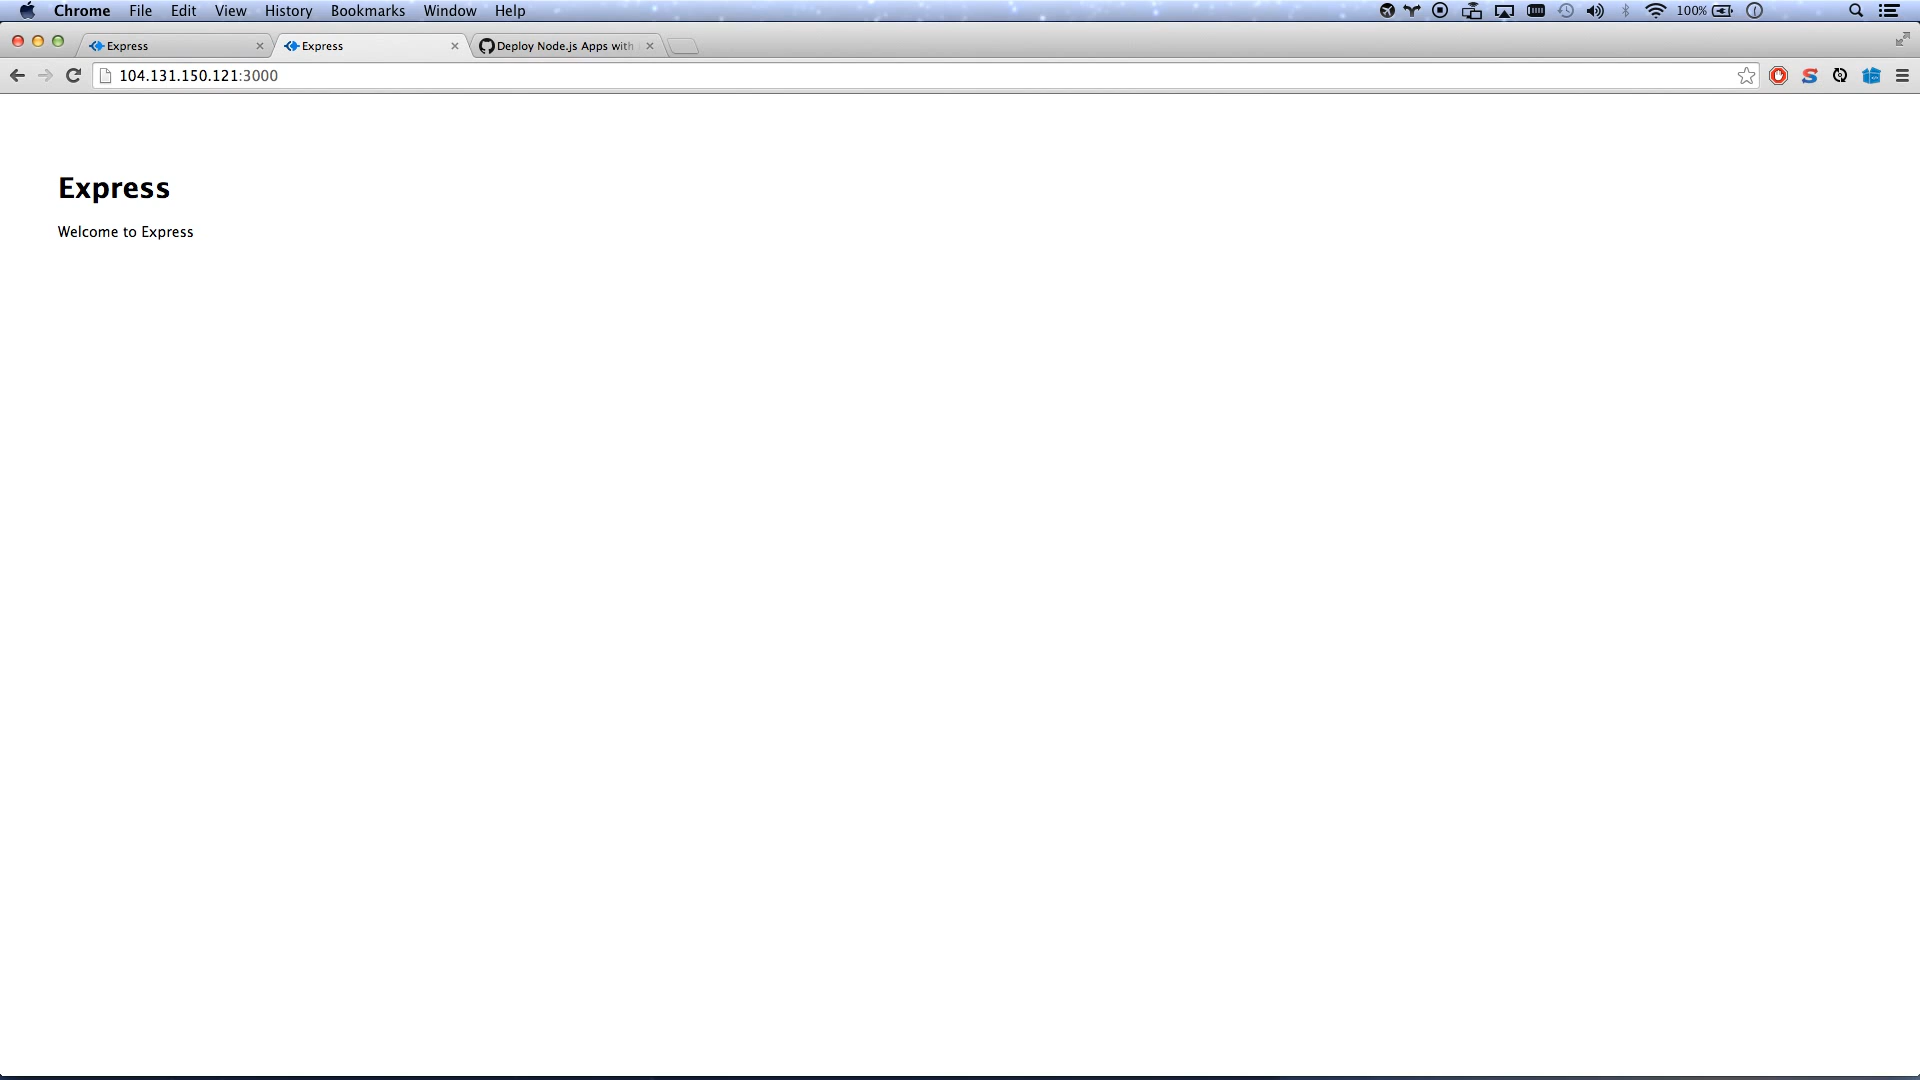 Chrome File Edit View History Bookmarks Window Help 100%
Express Express Deploy Node.js Apps with
104.131.150.121:3000
Express
Welcome to Express